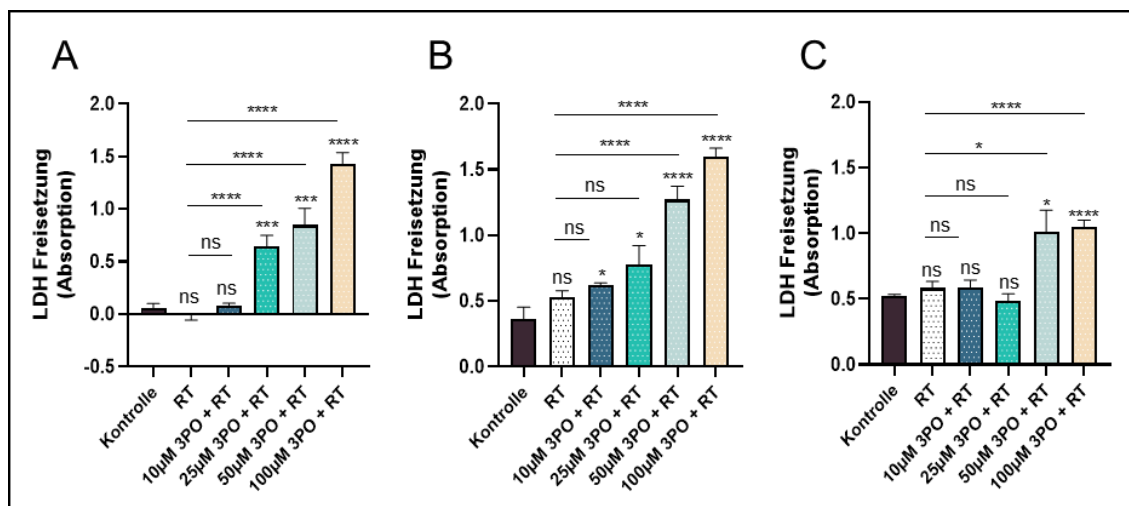 A
LDH Freisetzung
(Absorption)
2.0
1.5
1.0
0.5
0.0
-0.5
****
****
****
ns
ns
ns
***
***
****
Kontrolle
RT
10µM 3PO + RT
25µM 3PO + RT
50µM 3PO + RT
100µM 3PO + RT
B
LDH Freisetzung
(Absorption)
2.0
1.5
1.0
0.5
0.0
****
****
ns
ns
ns
*
*
****
****
Kontrolle
RT
10µM 3PO + RT
25µM 3PO + RT
50µM 3PO + RT
100µM 3PO + RT
C
LDH Freisetzung
(Absorption)
2.0
1.5
1.0
0.5
0.0
****
*
ns
ns
ns
ns
ns
*
****
Kontrolle
RT
10µM 3PO + RT
25µM 3PO + RT
50µM 3PO + RT
100µM 3PO + RT